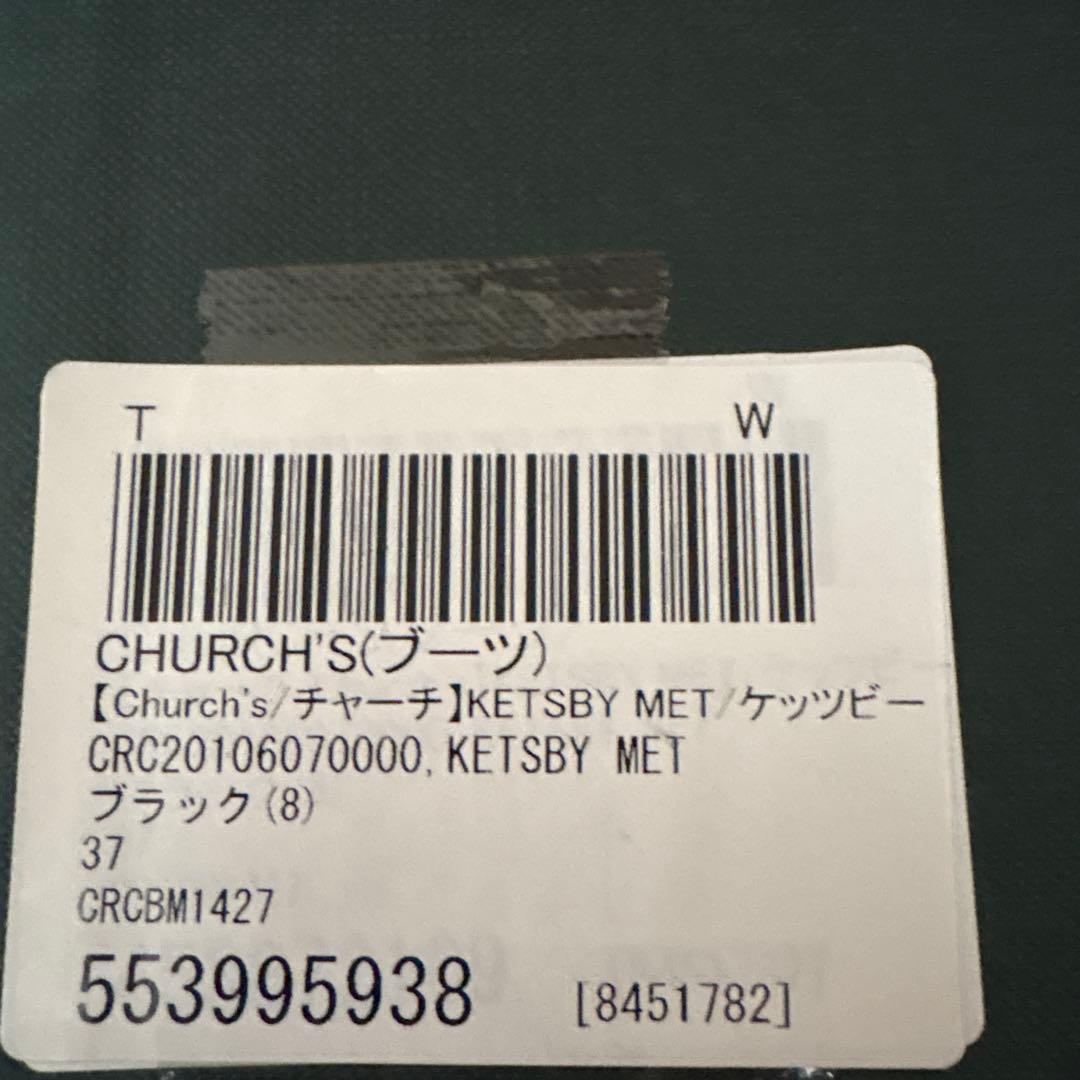 T W
CHURCH'S(ブーツ)
【Church's/チャーチ】KETSBY MET/ケッツビー
CRC20106070000,KETSBY MET
ブラック(8)
37
CRCBM1427
553995938 [8451782]